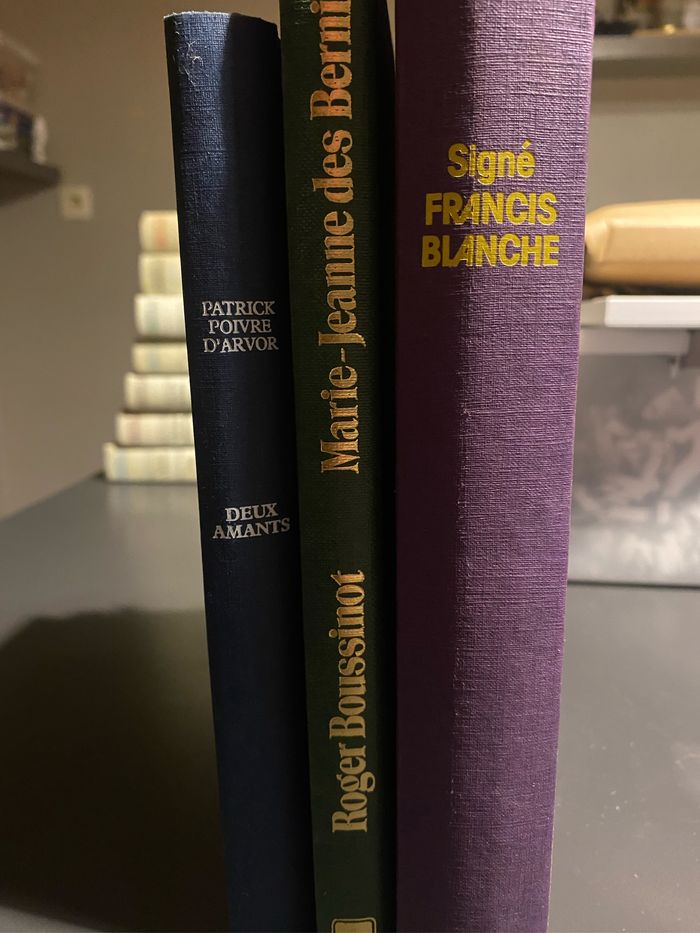 PATRICK
POIVRE
D'ARVOR
DEUX
AMANTS
Roger Boussinot
Marie-Jeanne des Berni
Signé
FRANCIS
BLANCHE